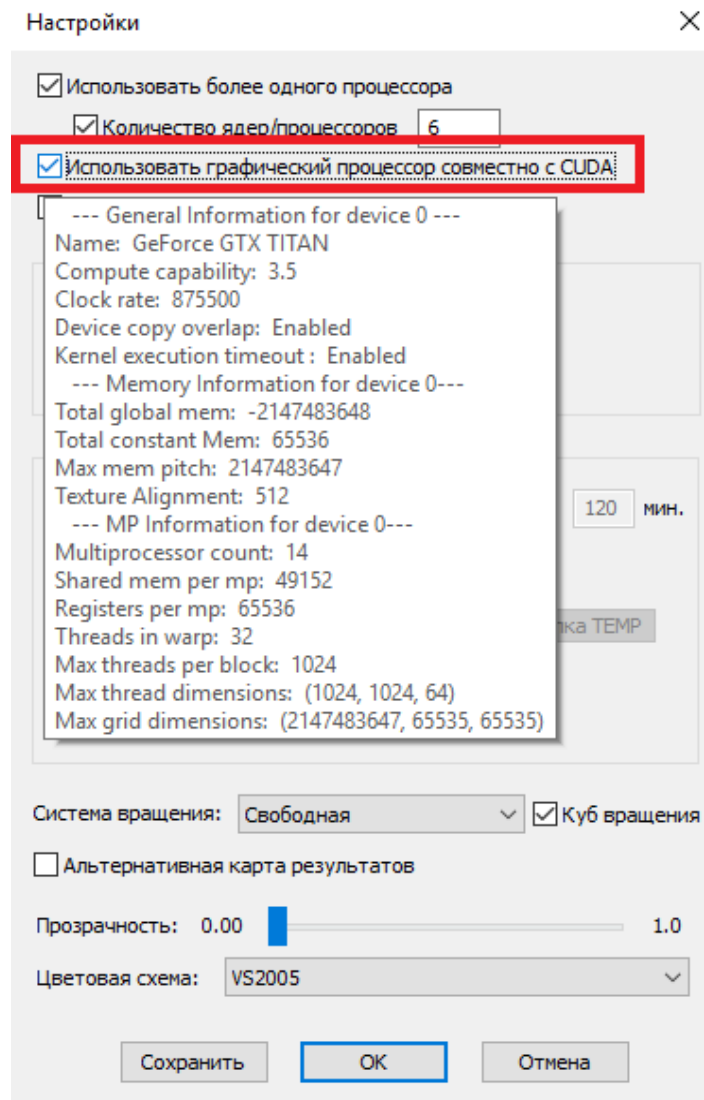 Настройки
Использовать более одного процессора
Количество ядер/процессоров 6
Использовать графический процессор совместно с CUDA
--- General Information for device 0 ---
Name: GeForce GTX TITAN
Compute capability: 3.5
Clock rate: 875500
Device copy overlap: Enabled
Kernel execution timeout : Enabled
--- Memory Information for device 0---
Total global mem: -2147483648
Total constant Mem: 65536
Max mem pitch: 2147483647
Texture Alignment: 512
120 мин.
--- MP Information for device 0---
Multiprocessor count: 14
Shared mem per mp: 49152
Registers per mp: 65536
Threads in warp: 32
TEMP
Max threads per block: 1024
Max thread dimensions: (1024, 1024, 64)
Max grid dimensions: (2147483647, 65535, 65535)
Система вращения: Свободная Куб вращения
Альтернативная карта результатов
Прозрачность: 0.00 1.0
Цветовая схема: VS2005
Сохранить OK Отмена